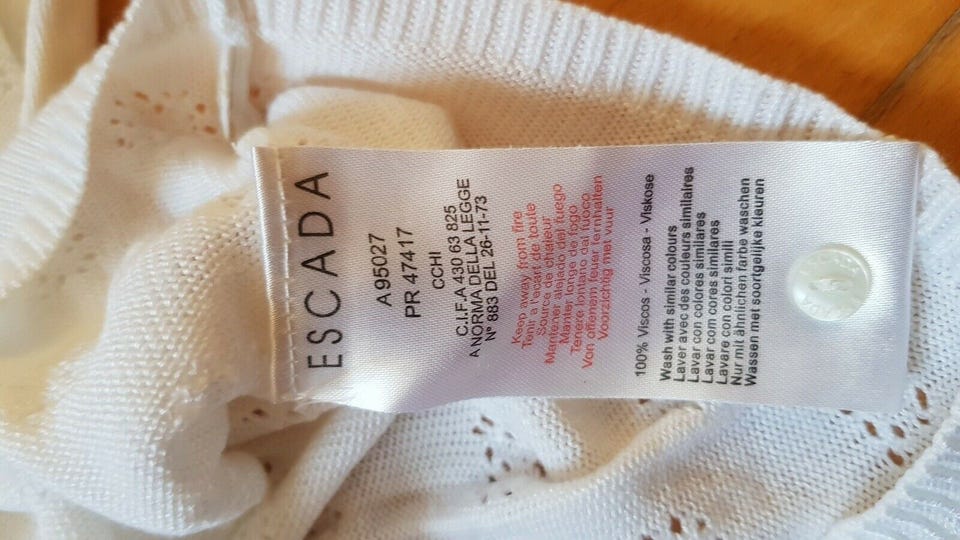 ESCADA
A 95027
PR 47417
CCHI
C.I.F.A 430 63 825
A NORMA DELLA LEGGE
N° 883 DEL 26-11-73
Keep away from fire
Tenir a l'ecart de toute
Source de chaleur
Mantener alejado del fuego
Manter longe de fogo
Tenere lontano dal fuoco
Von offenem feuer fernhalten
Voorzichtig met vuur
100% Viscos - Viscosa - Viskose
Wash with similar colours
Laver avec des couleurs similaires
Lavar con colores similares
Lavar com cores similares
Lavare con colori simili
Nur mit ähnlichen farbe waschen
Wassen met soortgelijke kleuren